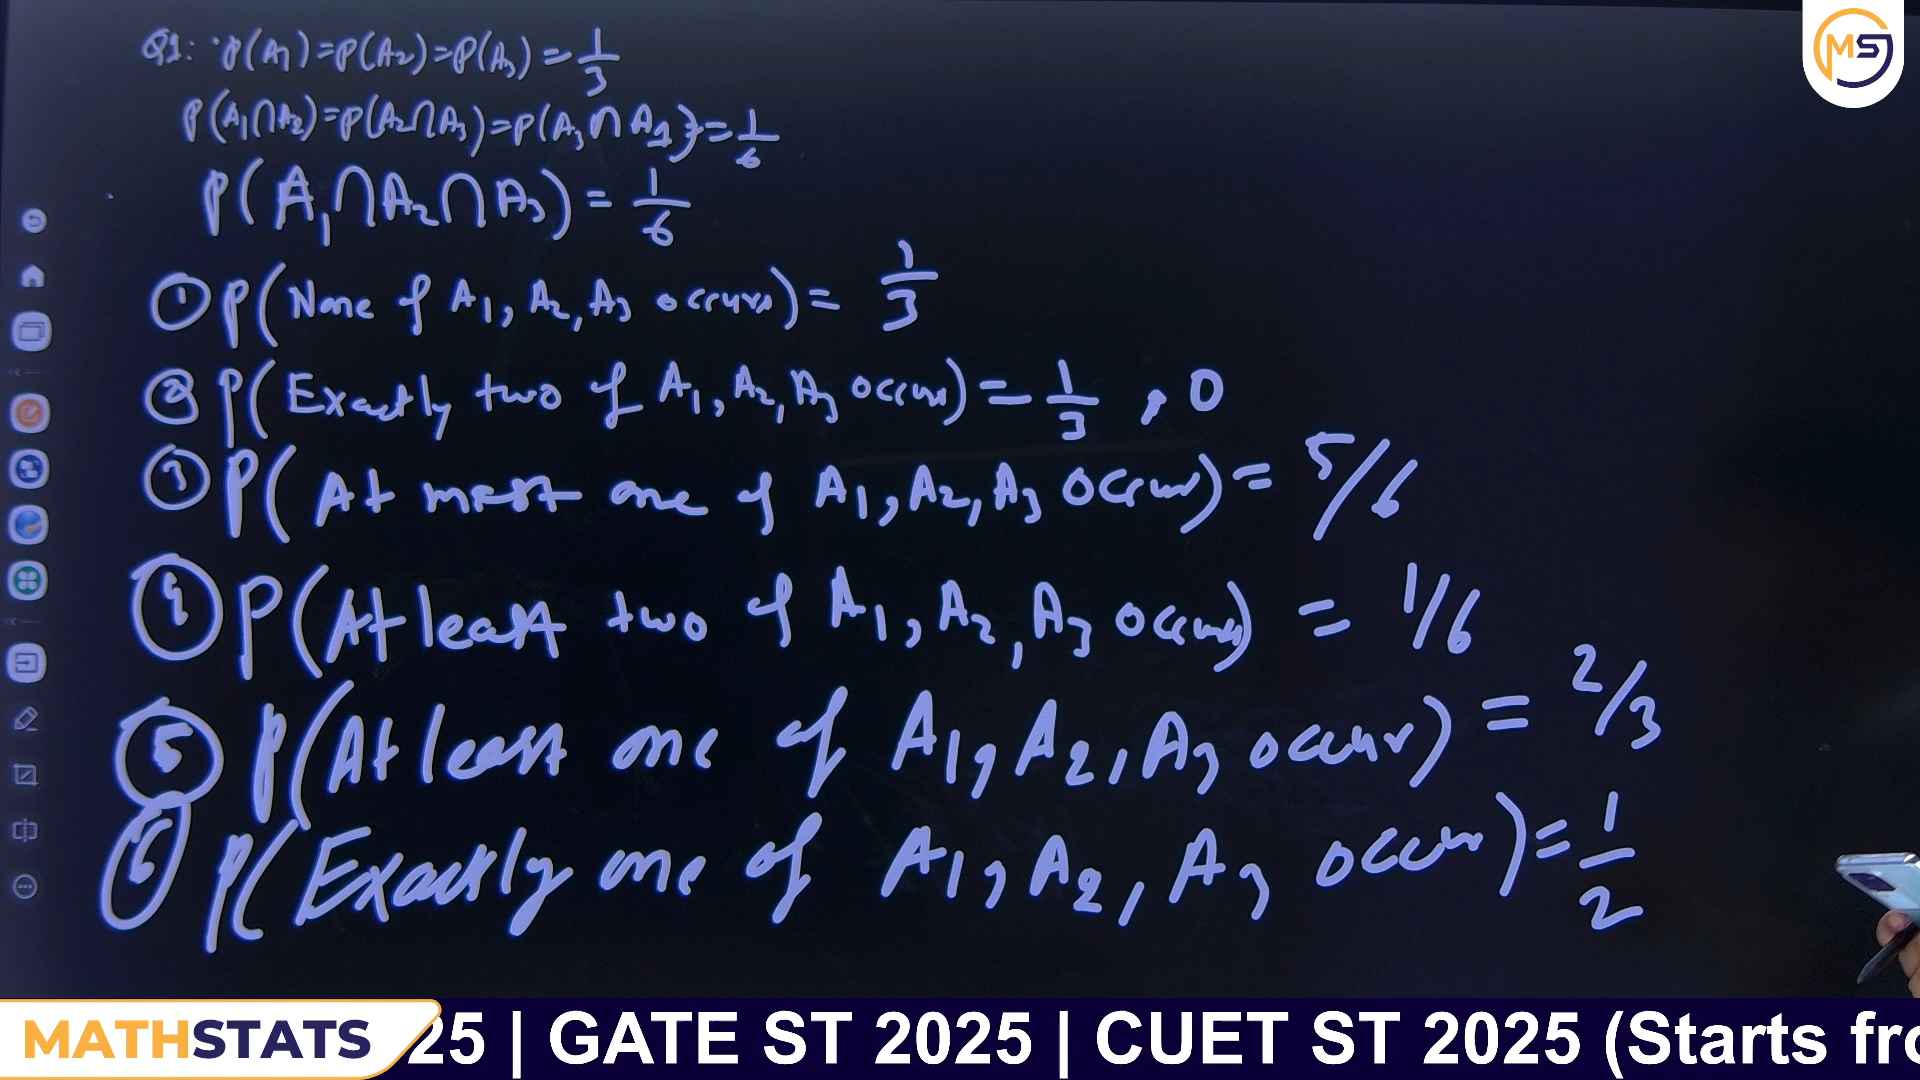 MS
Q1: P(A1)=P(A2)=P(A3)=1/3
P(A1∩A2)=P(A2∩A3)=P(A3∩A1)=1/6
P(A1∩A2∩A3)=1/6
① P(None of A1, A2, A3 occurs)= 1/3
② P(Exactly two of A1, A2, A3 occurs)= 1/3 , 0
③ P(At most one of A1, A2, A3 occurs)= 5/6
④ P(At least two of A1, A2, A3 occurs) = 1/6
⑤ P(At least one of A1, A2, A3 occur) = 2/3
⑥ P(Exactly one of A1, A2, A3 occur)= 1/2
MATHSTATS 25 | GATE ST 2025 | CUET ST 2025 (Starts fro